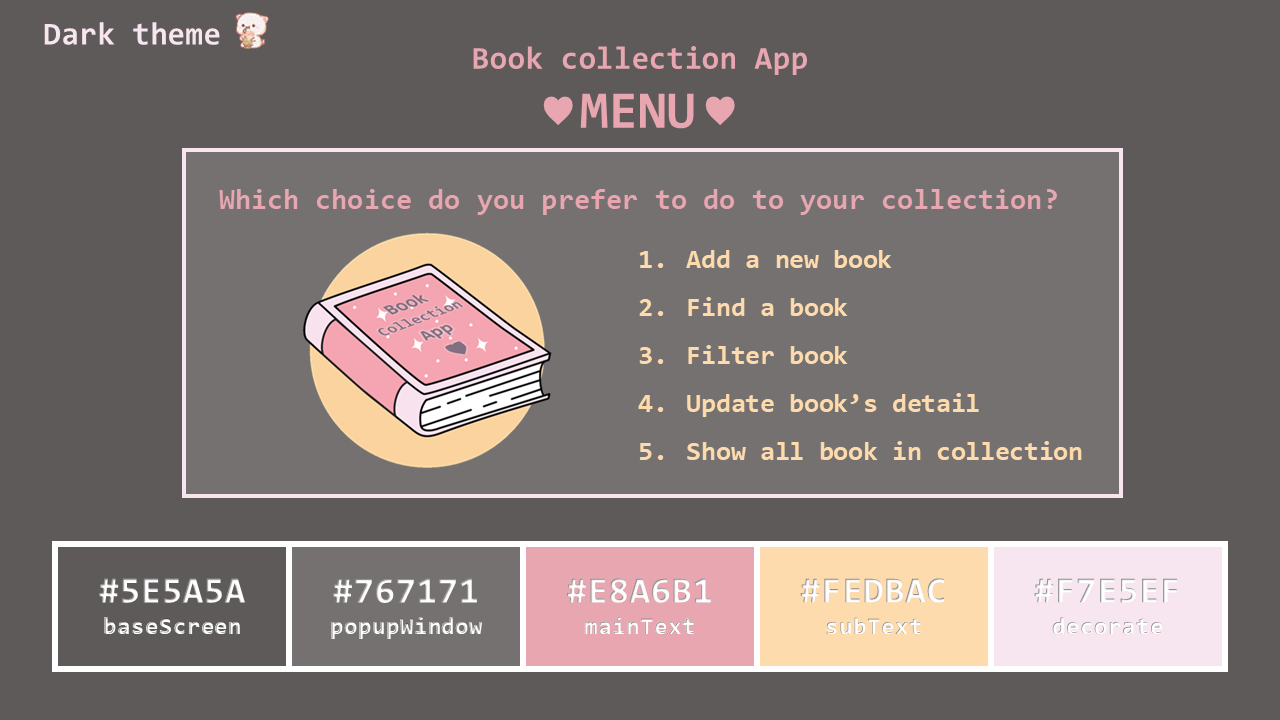 Dark theme
Book collection App
♥MENU♥
Which choice do you prefer to do to your collection?
Book
Collection
App
1. Add a new book
2. Find a book
3. Filter book
4. Update book’s detail
5. Show all book in collection
#5E5A5A
baseScreen
#767171
popupWindow
#E8A6B1
mainText
#FEDBAC
subText
#F7E5EF
decorate